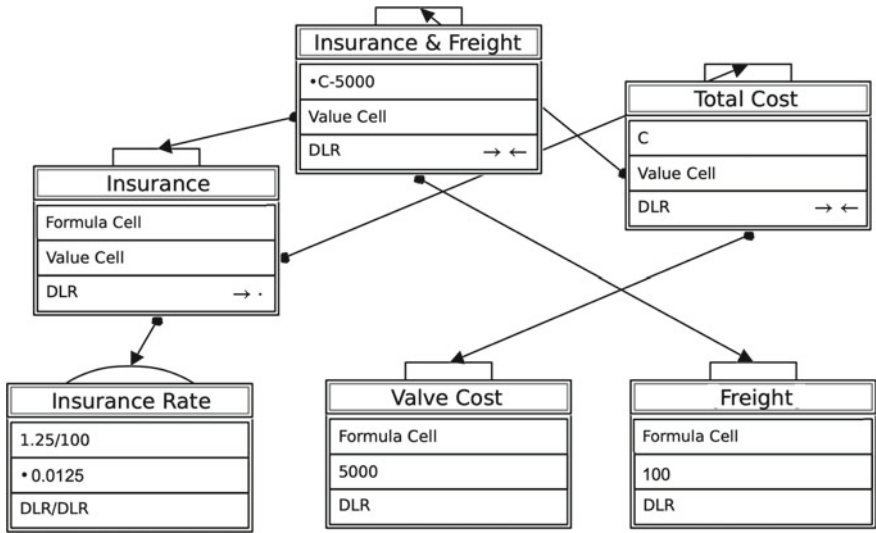 Insurance & Freight
•C-5000
Value Cell
DLR → ←
Total Cost
C
Value Cell
DLR → ←
Insurance
Formula Cell
Value Cell
DLR → ·
Insurance Rate
1.25/100
•0.0125
DLR/DLR
Valve Cost
Formula Cell
5000
DLR
Freight
Formula Cell
100
DLR